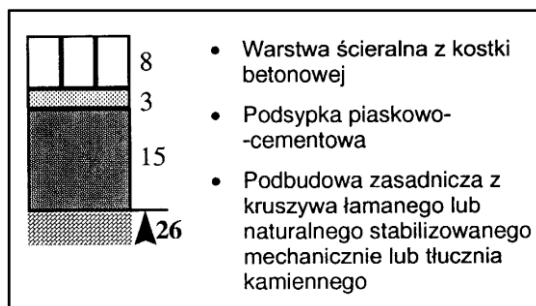 8
3
15
26
• Warstwa ścieralna z kostki
betonowej
• Podsypka piaskowo-
-cementowa
• Podbudowa zasadnicza z
kruszywa łamanego lub
naturalnego stabilizowanego
mechanicznie lub tłucznia
kamiennego